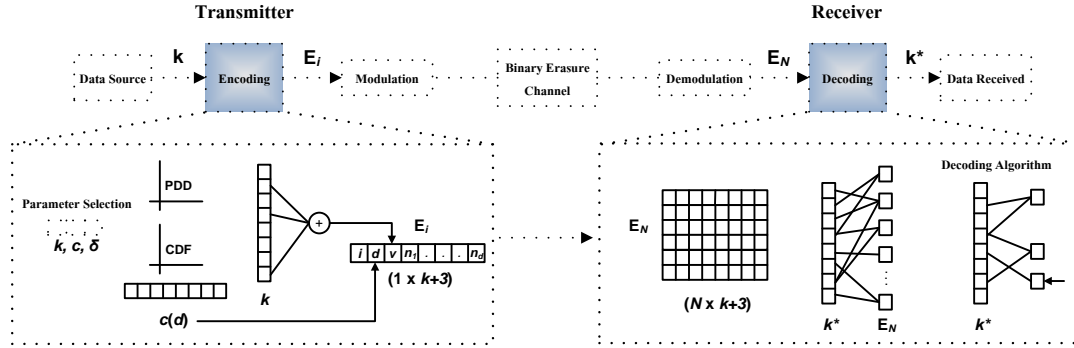 Transmitter
Receiver
k
E_i
E_N
k*
Data Source
Encoding
Modulation
Binary Erasure
Channel
Demodulation
Decoding
Data Received
Parameter Selection
k, c, δ
PDD
CDF
c(d)
k
+
E_i
i d v n_1 . . . n_d
(1 x k+3)
E_N
(N x k+3)
k*
E_N
Decoding Algorithm
k*